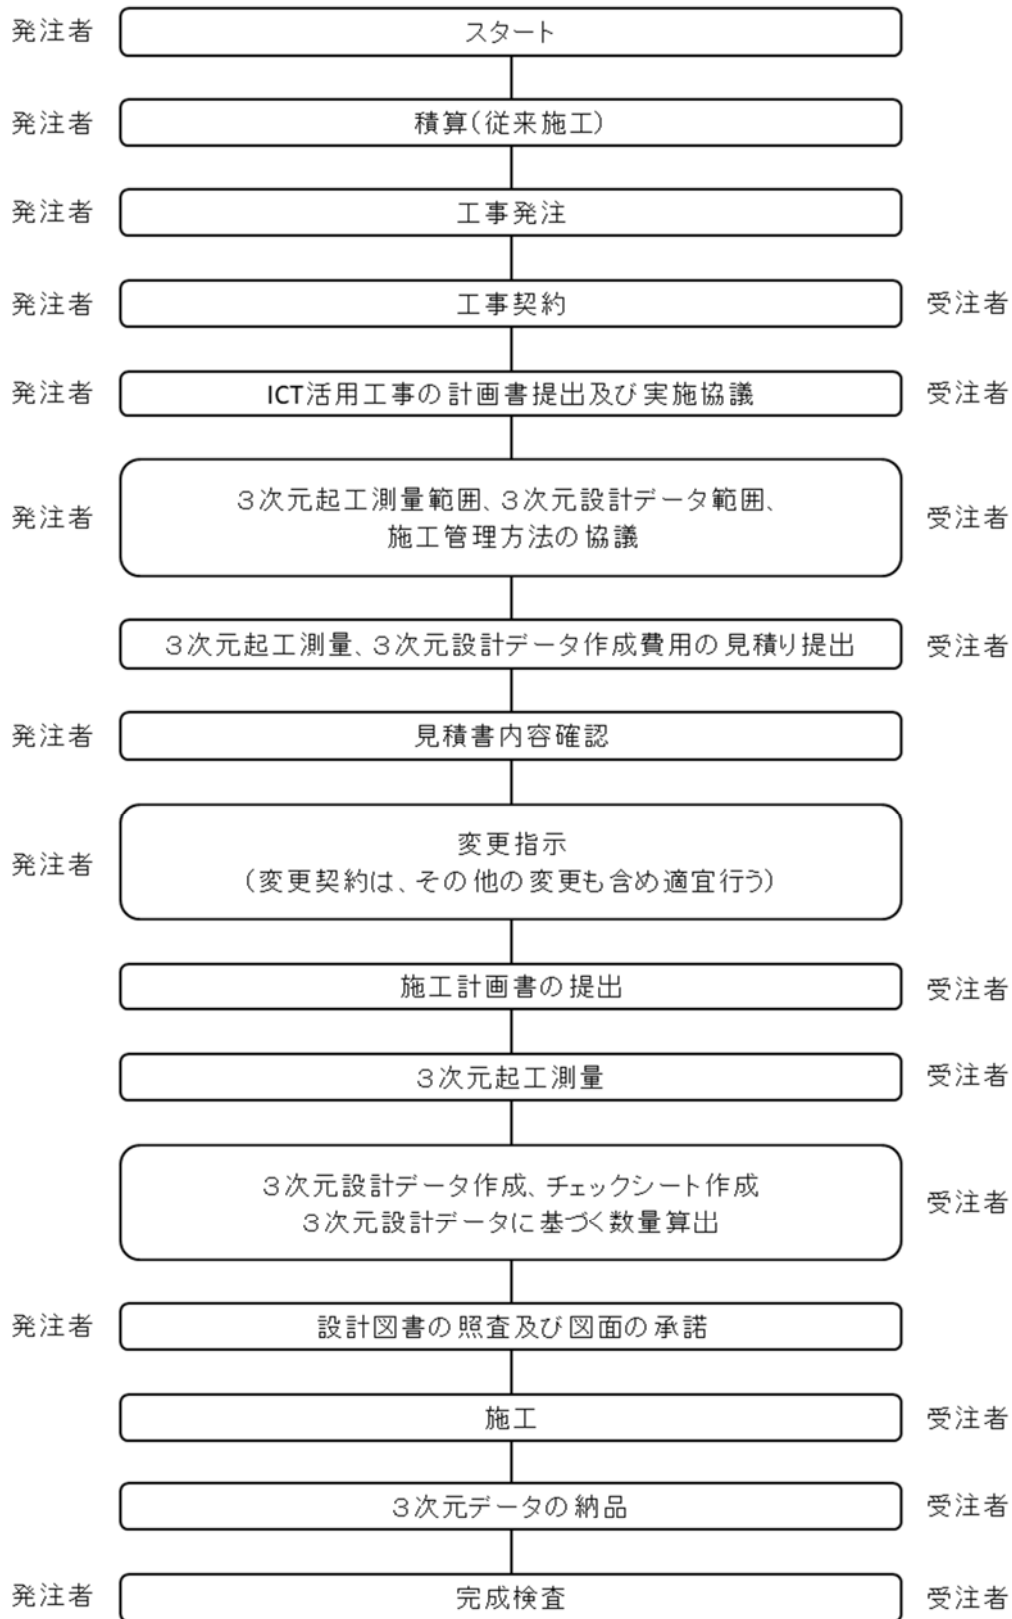 発注者 スタート
発注者 積算(従来施工)
発注者 工事発注
発注者 工事契約 受注者
発注者 ICT活用工事の計画書提出及び実施協議 受注者
3次元起工測量範囲、3次元設計データ範囲、
発注者 施工管理方法の協議 受注者
3次元起工測量、3次元設計データ作成費用の見積り提出 受注者
発注者 見積書内容確認
変更指示
発注者 (変更契約は、その他の変更も含め適宜行う)
施工計画書の提出 受注者
3次元起工測量 受注者
3次元設計データ作成、チェックシート作成
3次元設計データに基づく数量算出 受注者
発注者 設計図書の照査及び図面の承諾
施工 受注者
3次元データの納品 受注者
発注者 完成検査 受注者